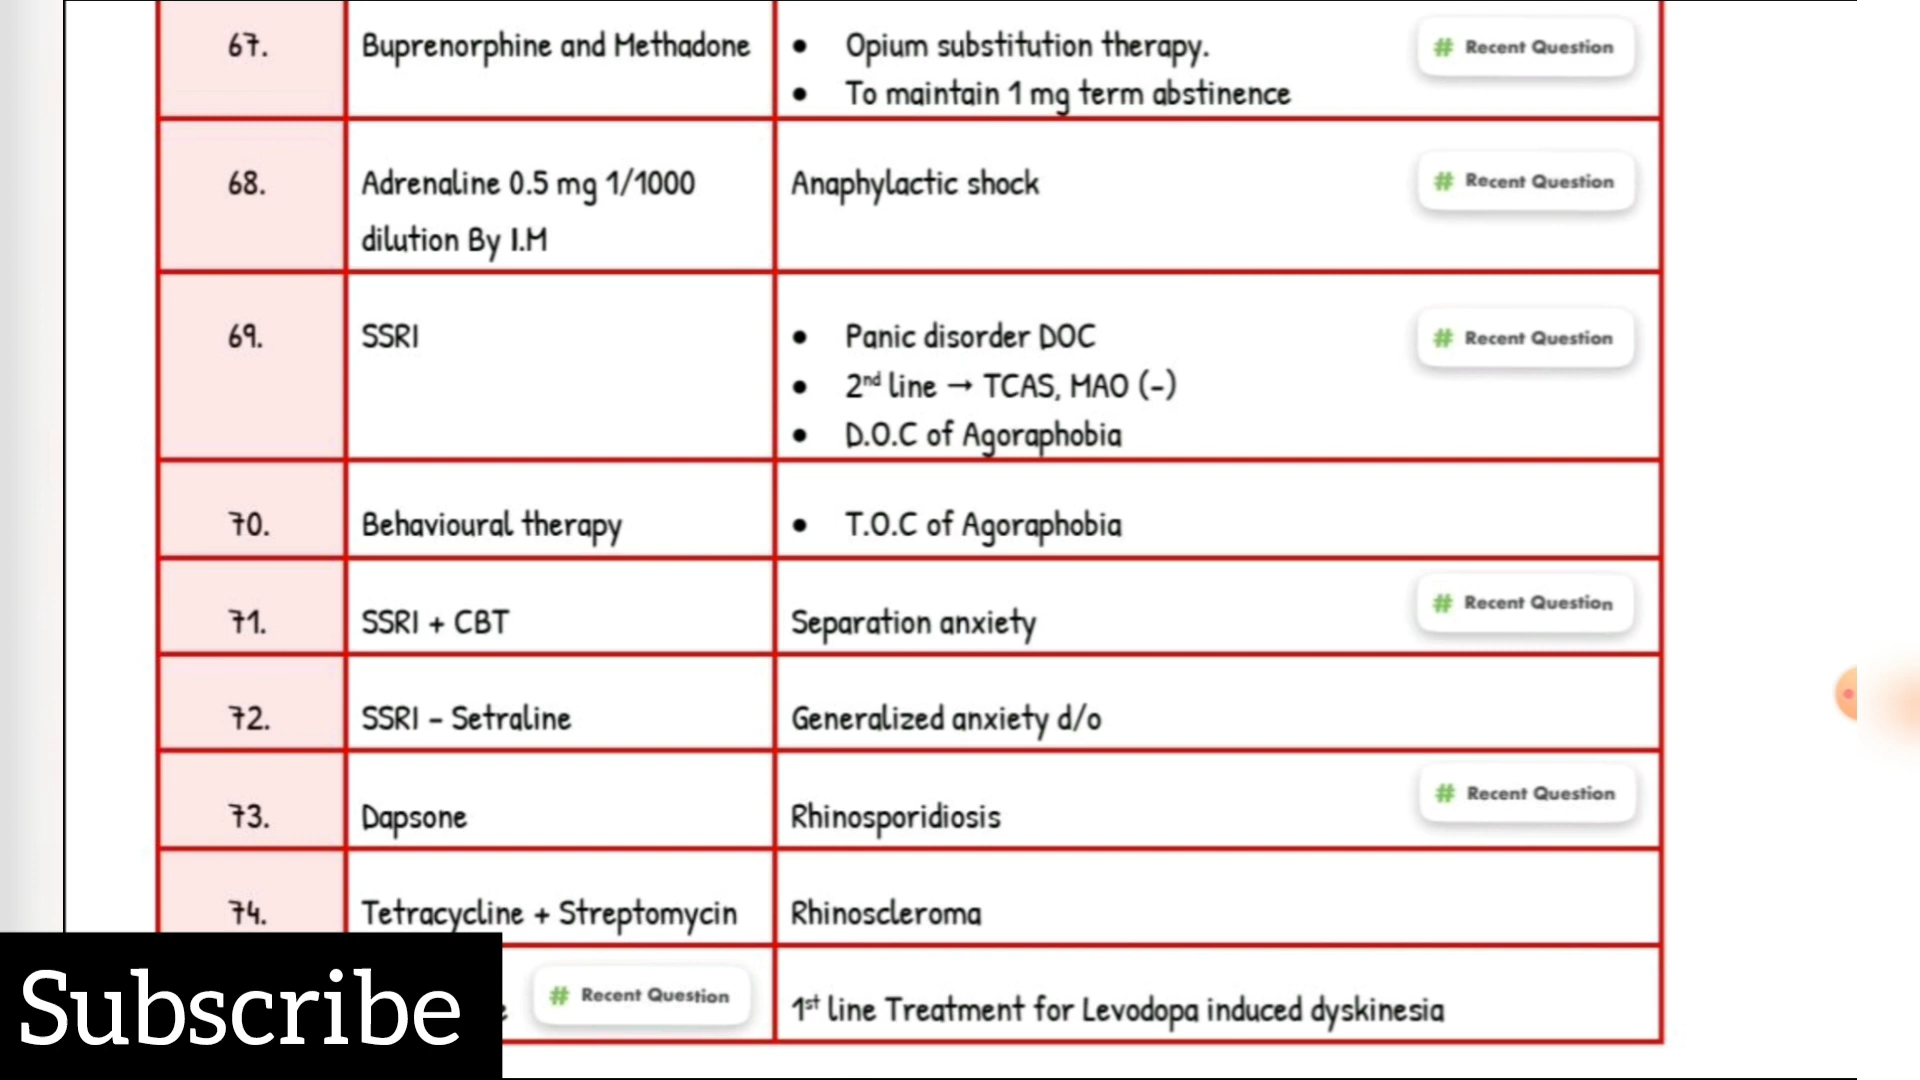 67. Buprenorphine and Methadone • Opium substitution therapy. # Recent Question
• To maintain 1 mg term abstinence
68. Adrenaline 0.5 mg 1/1000 Anaphylactic shock # Recent Question
dilution By I.M
69. SSRI • Panic disorder DOC # Recent Question
• 2nd line → TCAS, MAO (-)
• D.O.C of Agoraphobia
70. Behavioural therapy • T.O.C of Agoraphobia
71. SSRI + CBT Separation anxiety # Recent Question
72. SSRI – Setraline Generalized anxiety d/o
73. Dapsone Rhinosporidiosis # Recent Question
74. Tetracycline + Streptomycin Rhinoscleroma
# Recent Question 1st line Treatment for Levodopa induced dyskinesia
Subscribe